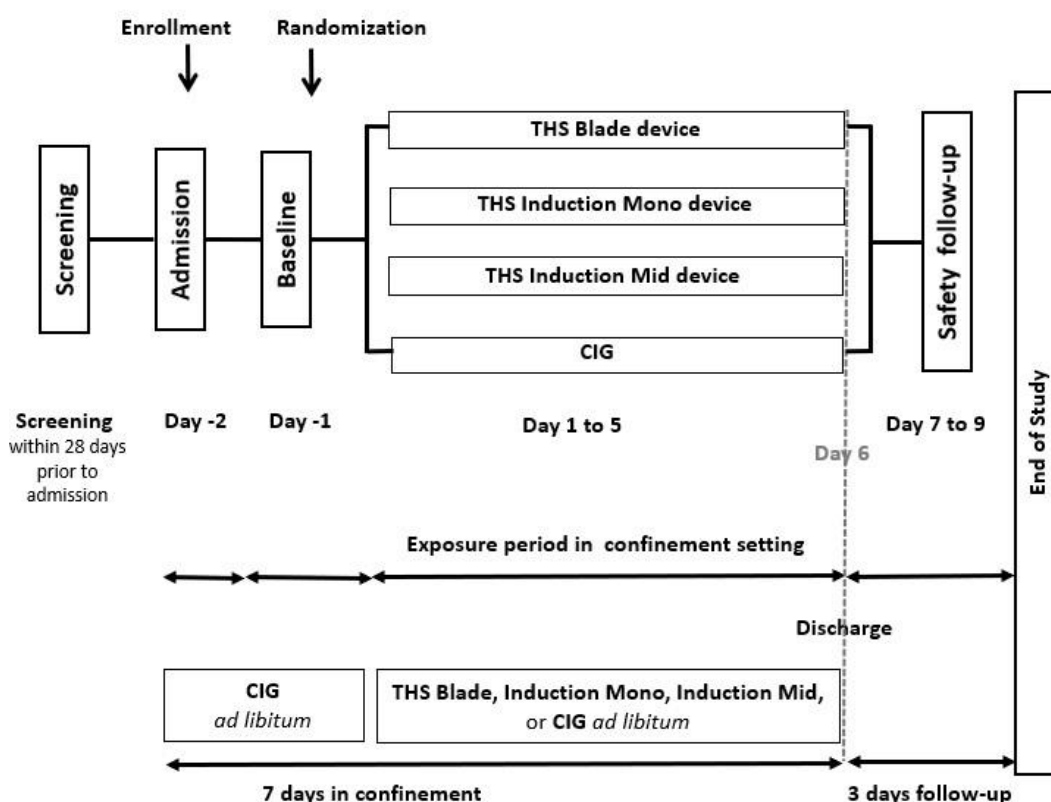 Enrollment
Randomization
Screening
Admission
Baseline
THS Blade device
THS Induction Mono device
THS Induction Mid device
CIG
Safety follow-up
End of Study
Screening
within 28 days
prior to
admission
Day -2
Day -1
Day 1 to 5
Day 6
Day 7 to 9
Exposure period in confinement setting
Discharge
CIG
ad libitum
THS Blade, Induction Mono, Induction Mid,
or CIG ad libitum
7 days in confinement
3 days follow-up